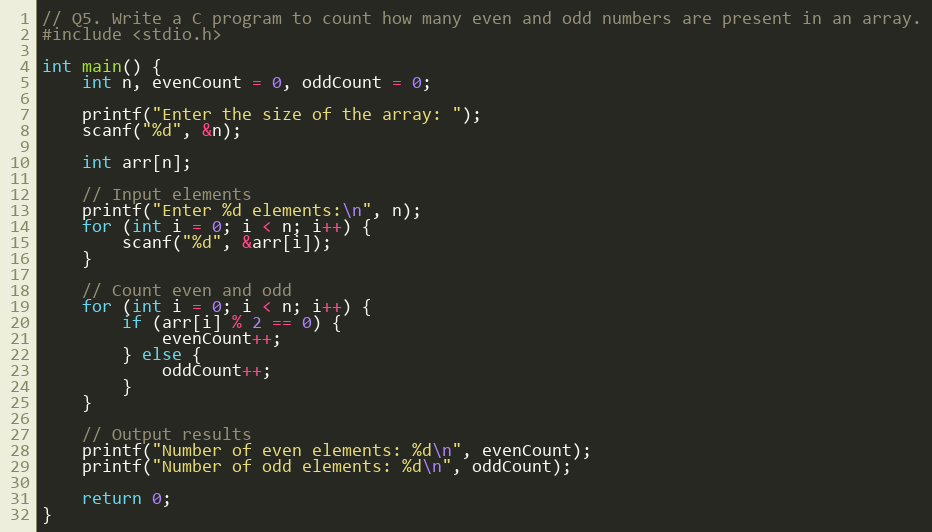 1 // Q5. Write a C program to count how many even and odd numbers are present in an array.
2 #include <stdio.h>
3
4 int main() {
5     int n, evenCount = 0, oddCount = 0;
6
7     printf("Enter the size of the array: ");
8     scanf("%d", &n);
9
10     int arr[n];
11
12     // Input elements
13     printf("Enter %d elements:\n", n);
14     for (int i = 0; i < n; i++) {
15         scanf("%d", &arr[i]);
16     }
17
18     // Count even and odd
19     for (int i = 0; i < n; i++) {
20         if (arr[i] % 2 == 0) {
21             evenCount++;
22         } else {
23             oddCount++;
24         }
25     }
26
27     // Output results
28     printf("Number of even elements: %d\n", evenCount);
29     printf("Number of odd elements: %d\n", oddCount);
30
31     return 0;
32 }